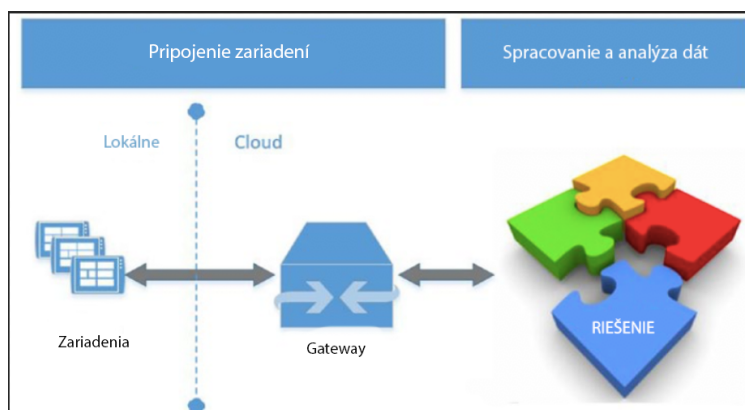 Pripojenie zariadení
Spracovanie a analýza dát
Lokálne
Cloud
Zariadenia
Gateway
RIEŠENIE